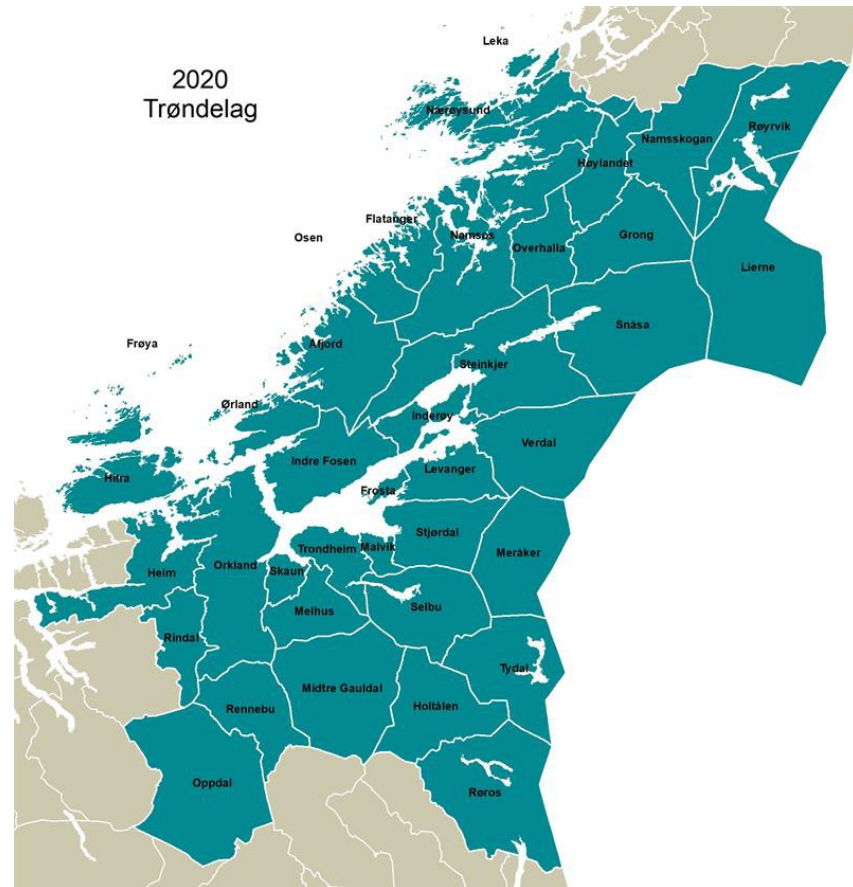 2020
Trøndelag
Leka
Nærøysund
Røyrvik
Namsskogan
Høylandet
Flatanger
Osen
Namsos
Overhalla
Grong
Lierne
Snåsa
Frøya
Åfjord
Steinkjer
Ørland
Inderøy
Verdal
Indre Fosen
Levanger
Hitra
Frosta
Stjørdal
Trondheim
Malvik
Meråker
Orkland
Skaun
Heim
Melhus
Selbu
Rindal
Tydal
Midtre Gauldal
Rennebu
Holtålen
Oppdal
Røros